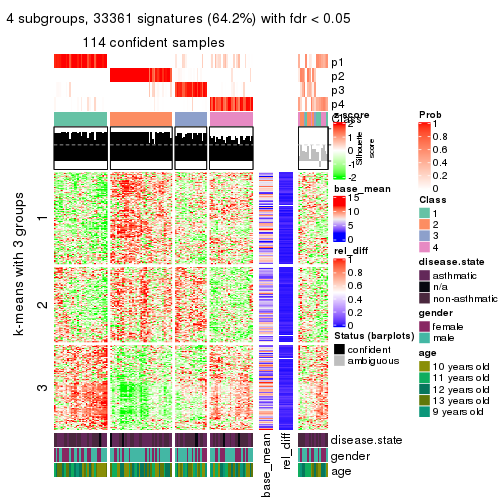 4 subgroups, 33361 signatures (64.2%) with fdr < 0.05
114 confident samples
p1
p2
p3
p4
Class
Silhouette
score
k-means with 3 groups
1
2
3
disease.state
gender
age
base_mean
rel_diff
z-score
2
1
0
-1
-2
base_mean
15
10
5
0
rel_diff
1
0.8
0.6
0.4
0.2
0
Status (barplots)
confident
ambiguous
Prob
1
0.8
0.6
0.4
0.2
0
Class
1
2
3
4
disease.state
asthmatic
n/a
non-asthmatic
gender
female
male
age
10 years old
11 years old
12 years old
13 years old
9 years old